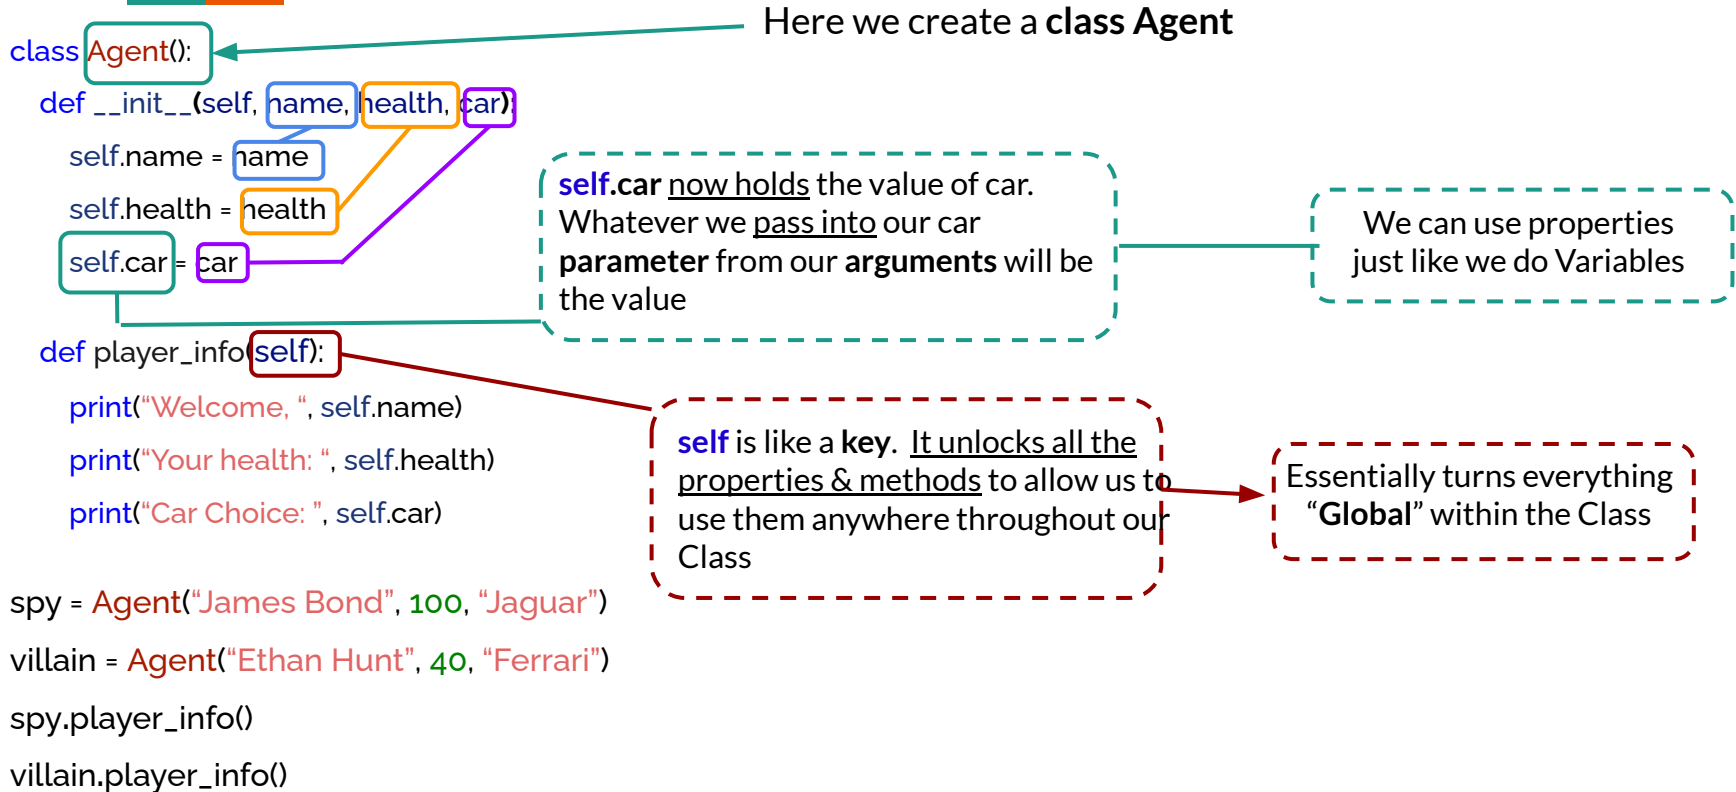 Here we create a class Agent
class Agent():
def __init__(self, name, health, car):
self.name = name
self.health = health
self.car = car
self.car now holds the value of car.
Whatever we pass into our car
parameter from our arguments will be
the value
We can use properties
just like we do Variables
def player_info(self):
print(“Welcome, “, self.name)
print(“Your health: “, self.health)
print(“Car Choice: ”, self.car)
self is like a key. It unlocks all the
properties & methods to allow us to
use them anywhere throughout our
Class
Essentially turns everything
“Global” within the Class
spy = Agent(“James Bond”, 100, “Jaguar”)
villain = Agent(“Ethan Hunt”, 40, “Ferrari”)
spy.player_info()
villain.player_info()